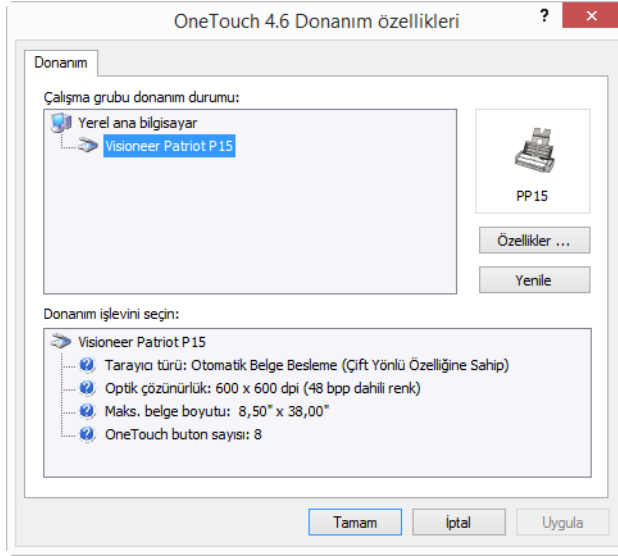 OneTouch 4.6 Donanım özellikleri
?
Donanım
Çalışma grubu donanım durumu:
Yerel ana bilgisayar
Visioneer Patriot P15
PP15
Özellikler ...
Yenile
Donanım işlevini seçin:
Visioneer Patriot P15
Tarayıcı türü: Otomatik Belge Besleme (Çift Yönlü Özelliğine Sahip)
Optik çözünürlük: 600 x 600 dpi (48 bpp dahili renk)
Maks. belge boyutu: 8,50" x 38,00"
OneTouch buton sayısı: 8
Tamam
İptal
Uygula